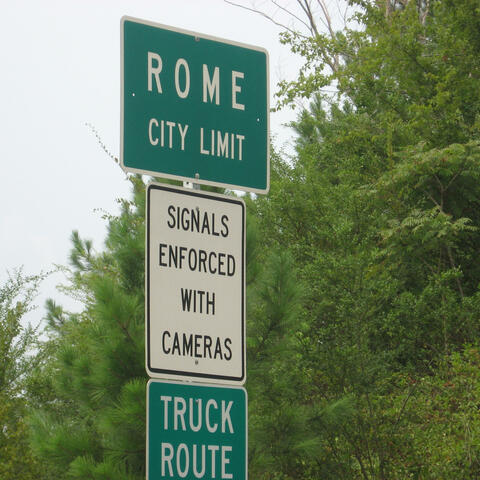 ROME
CITY LIMIT
SIGNALS
ENFORCED
WITH
CAMERAS
TRUCK
ROUTE